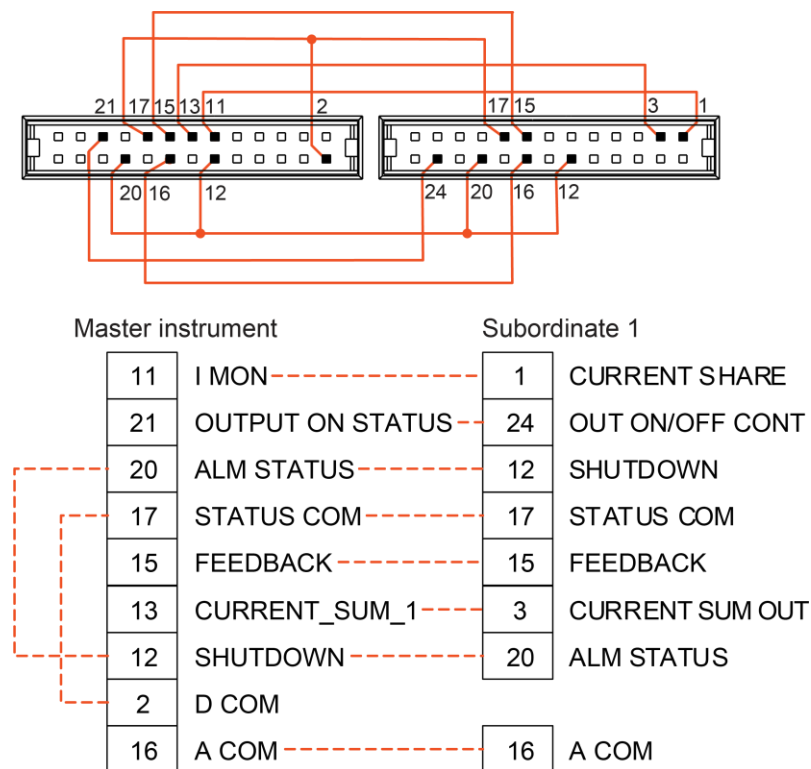 21 17 15 13 11 2 17 15 3 1
20 16 12 24 20 16 12
Master instrument Subordinate 1
11 I MON 1 CURRENT SHARE
21 OUTPUT ON STATUS 24 OUT ON/OFF CONT
20 ALM STATUS 12 SHUTDOWN
17 STATUS COM 17 STATUS COM
15 FEEDBACK 15 FEEDBACK
13 CURRENT_SUM_1 3 CURRENT SUM OUT
12 SHUTDOWN 20 ALM STATUS
2 D COM
16 A COM 16 A COM